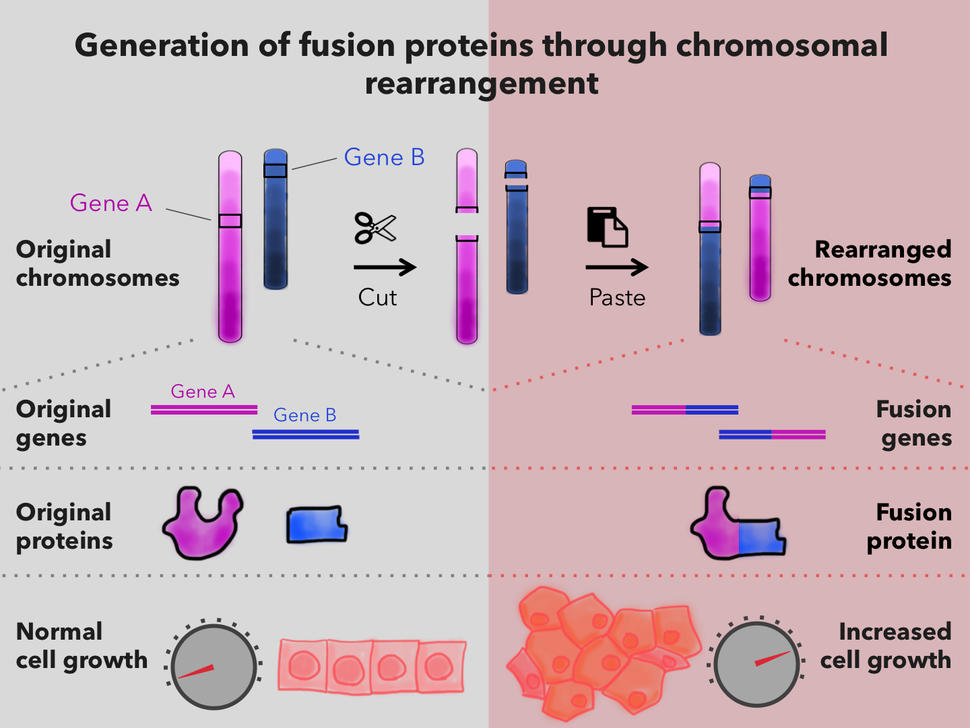 Generation of fusion proteins through chromosomal
rearrangement
Gene B
Gene A
Original
chromosomes
Cut
Paste
Rearranged
chromosomes
Gene A
Original
genes
Gene B
Fusion
genes
Original
proteins
Fusion
protein
Normal
cell growth
Increased
cell growth